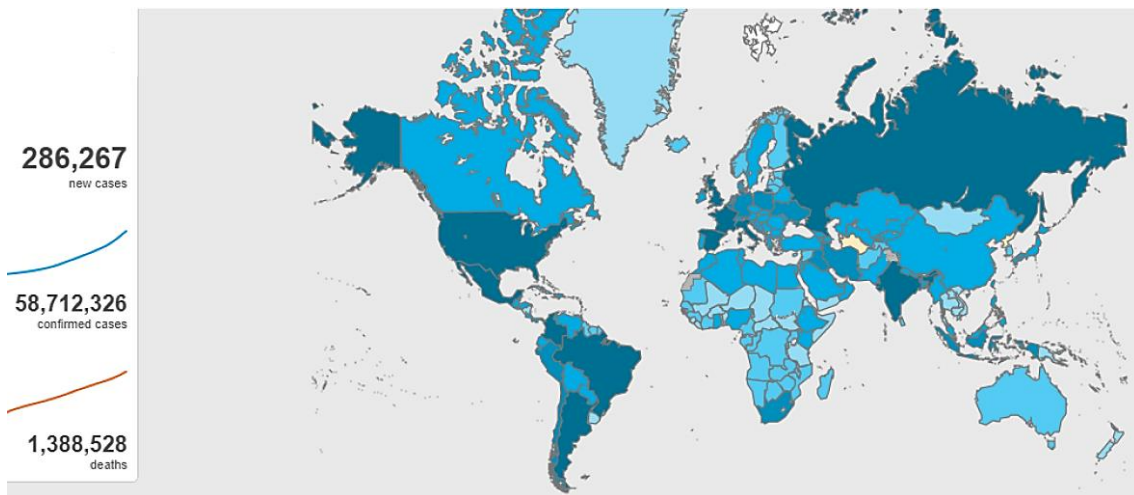 286,267
new cases
58,712,326
confirmed cases
1,388,528
deaths